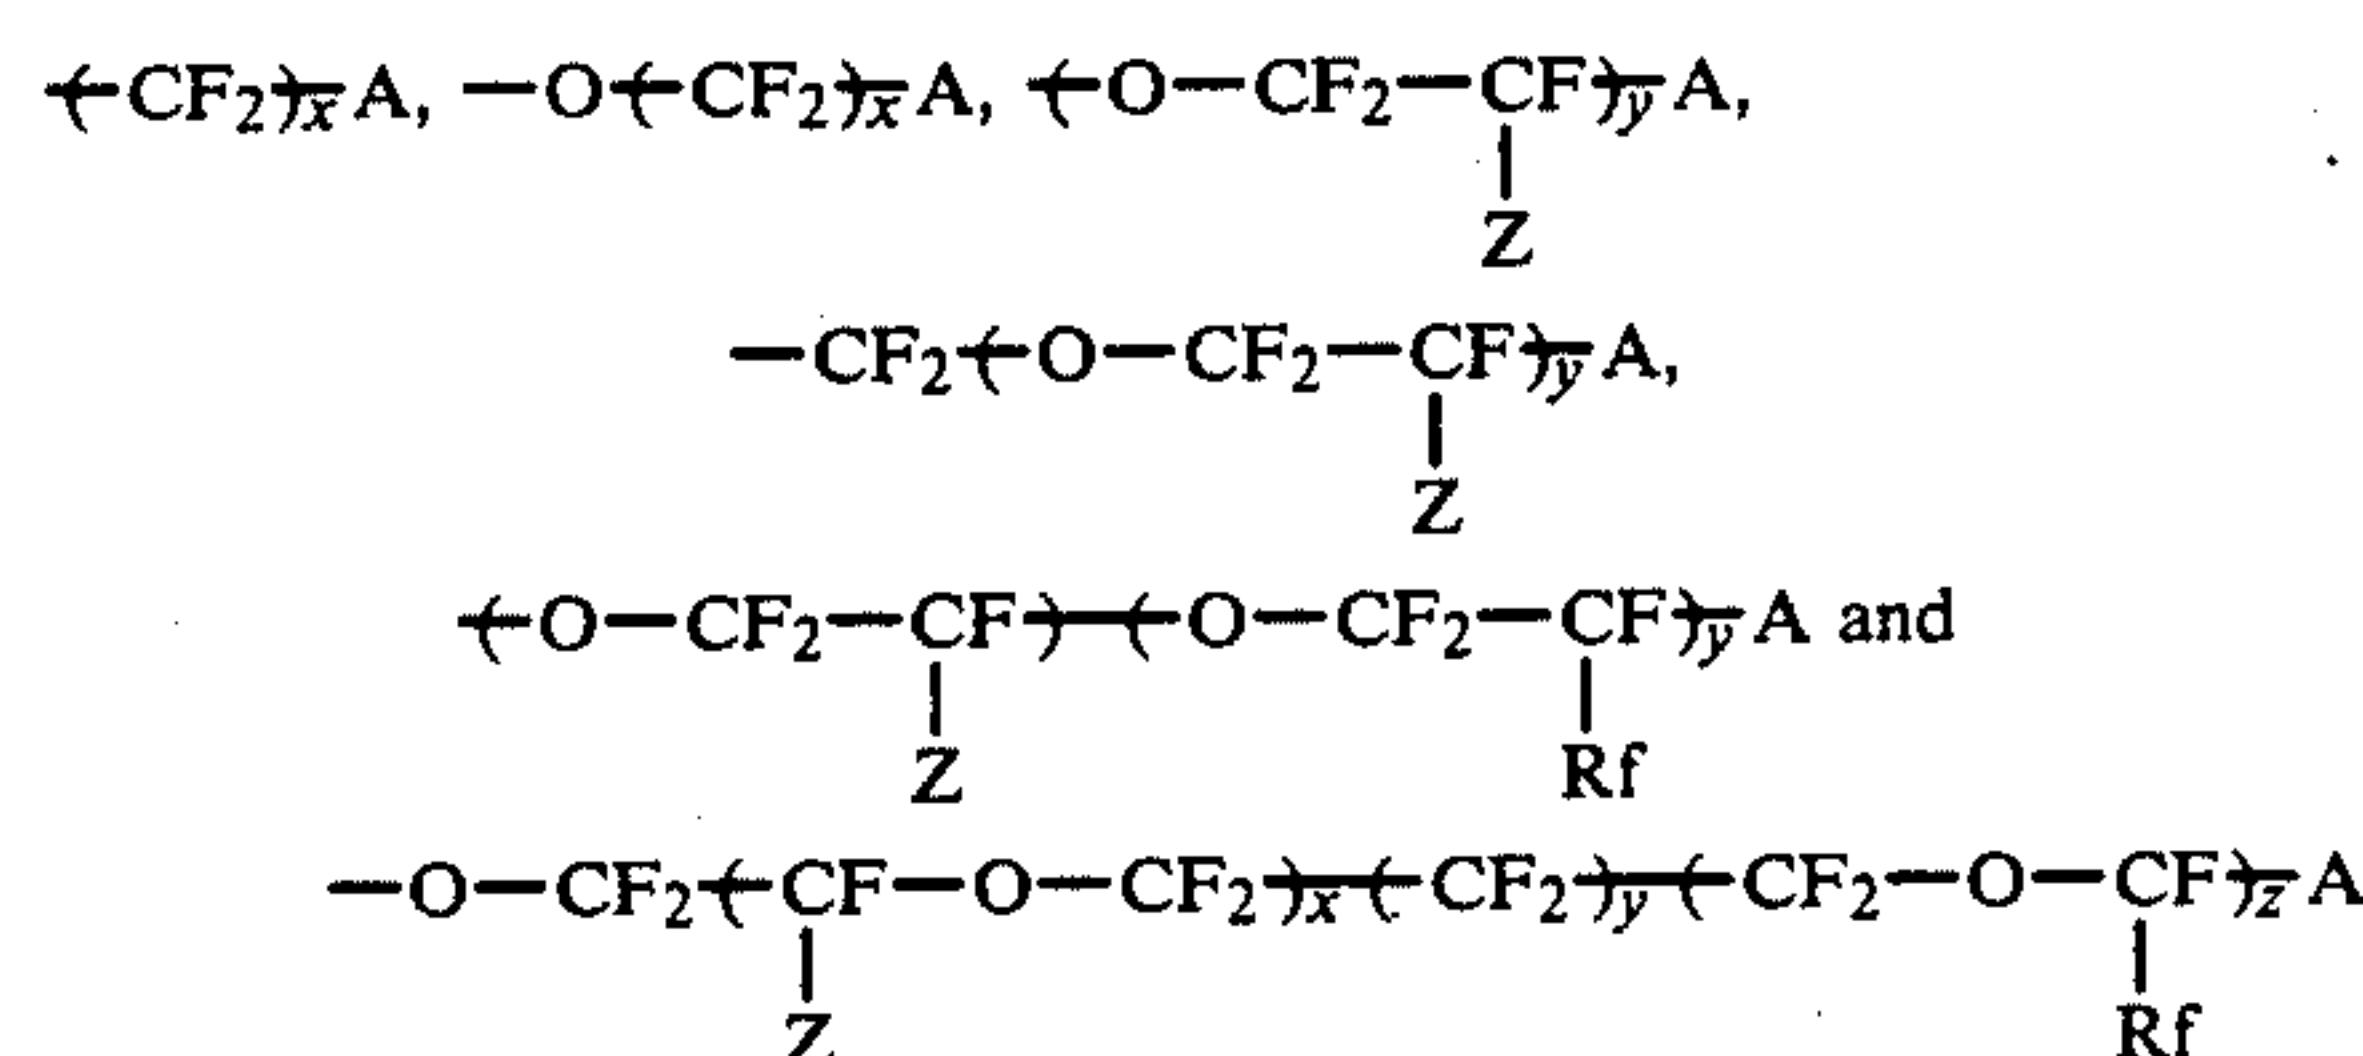 —(CF₂)ₓ—A, —O—(CF₂)ₓ—A, —(O—CF₂—CF)y—A,
Z
—CF₂—(O—CF₂—CF)y—A,
Z
—(O—CF₂—CF)—(O—CF₂—CF)y—A and
Z Rf
—O—CF₂—(CF—O—CF₂)ₓ—(CF₂)y—(CF₂—O—CF)z—A
Z Rf